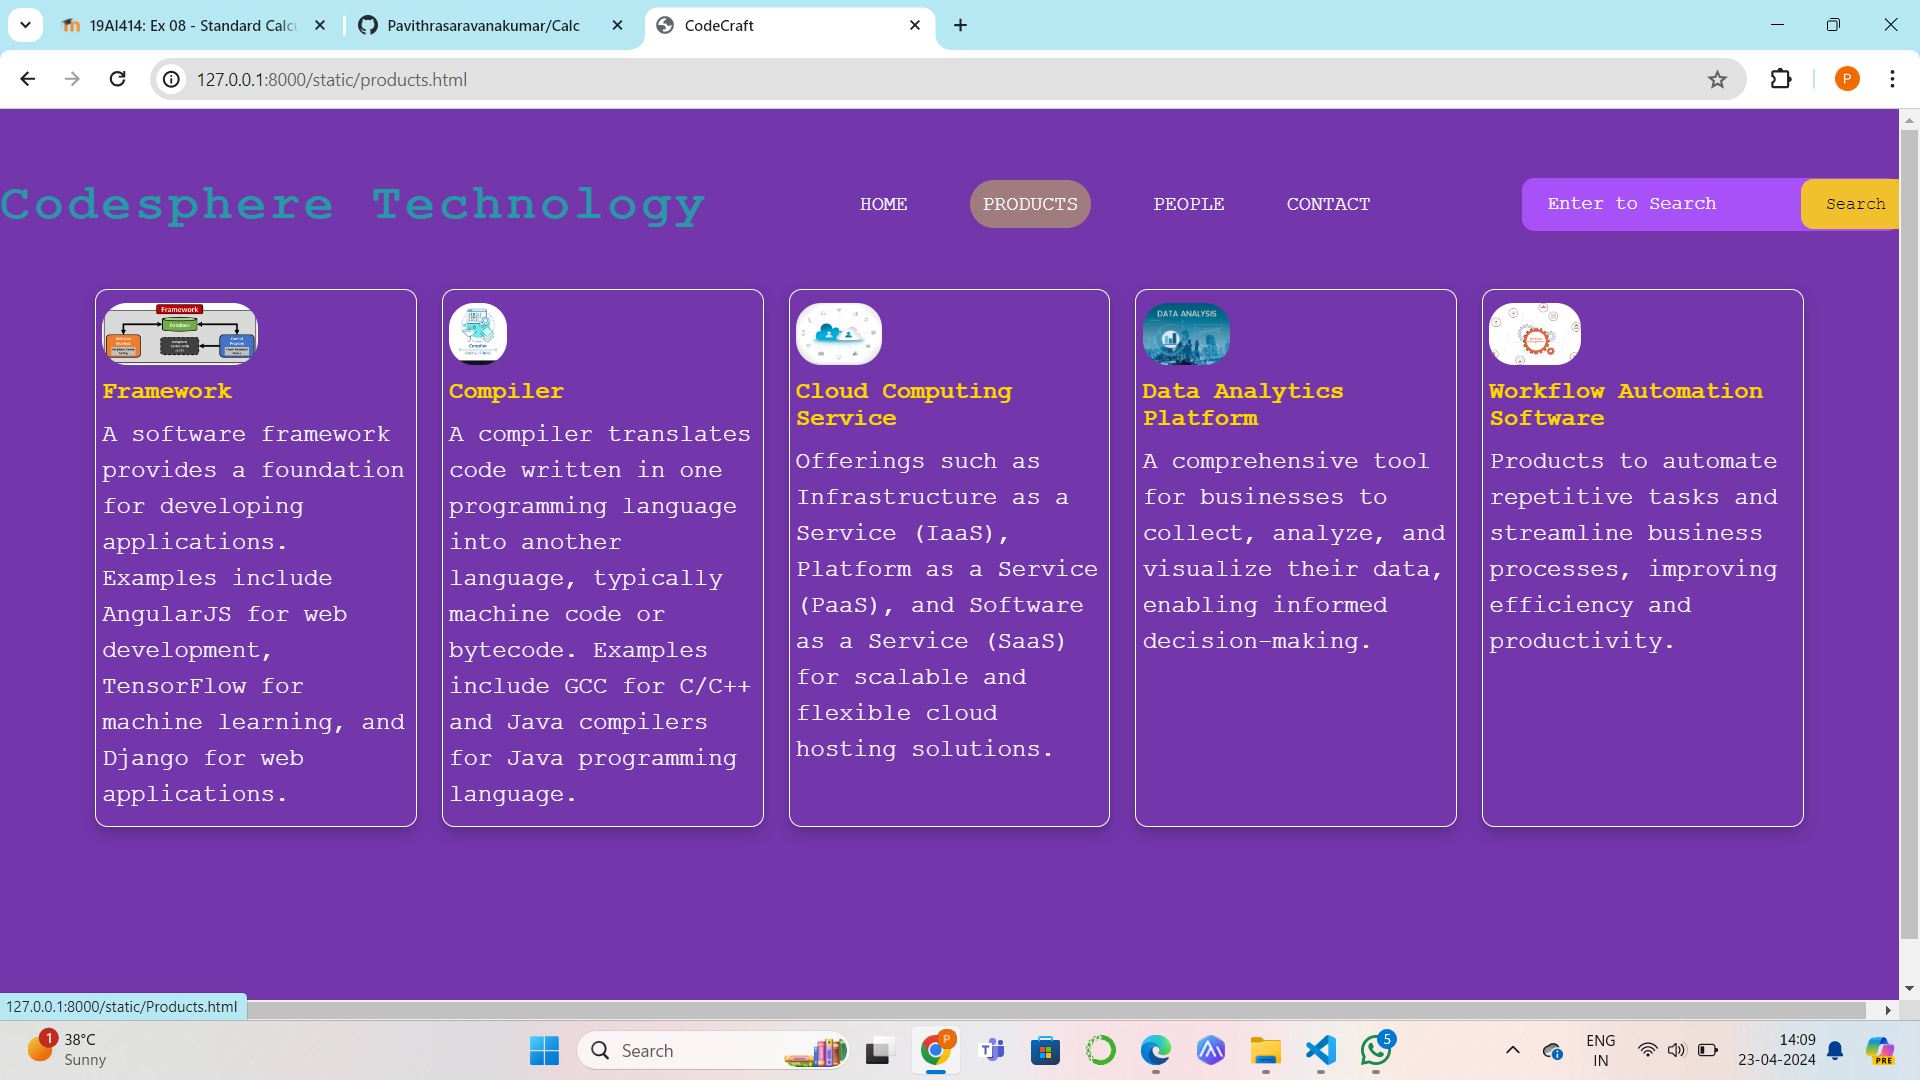 19AI414: Ex 08 - Standard Calc
Pavithrasaravanakumar/Calc
CodeCraft
127.0.0.1:8000/static/products.html
P
Codesphere Technology
HOME
PRODUCTS
PEOPLE
CONTACT
Enter to Search
Search
Framework
Database
Framework
A software framework
provides a foundation
for developing
applications.
Examples include
AngularJS for web
development,
TensorFlow for
machine learning, and
Django for web
applications.
Compiler
Compiler
A compiler translates
code written in one
programming language
into another
language, typically
machine code or
bytecode. Examples
include GCC for C/C++
and Java compilers
for Java programming
language.
Cloud Computing
Service
Offerings such as
Infrastructure as a
Service (IaaS),
Platform as a Service
(PaaS), and Software
as a Service (SaaS)
for scalable and
flexible cloud
hosting solutions.
DATA ANALYSIS
Data Analytics
Platform
A comprehensive tool
for businesses to
collect, analyze, and
visualize their data,
enabling informed
decision-making.
Workflow Automation
Software
Products to automate
repetitive tasks and
streamline business
processes, improving
efficiency and
productivity.
127.0.0.1:8000/static/Products.html
1
38°C
Sunny
Search
P
5
ENG
IN
14:09
23-04-2024
PRE